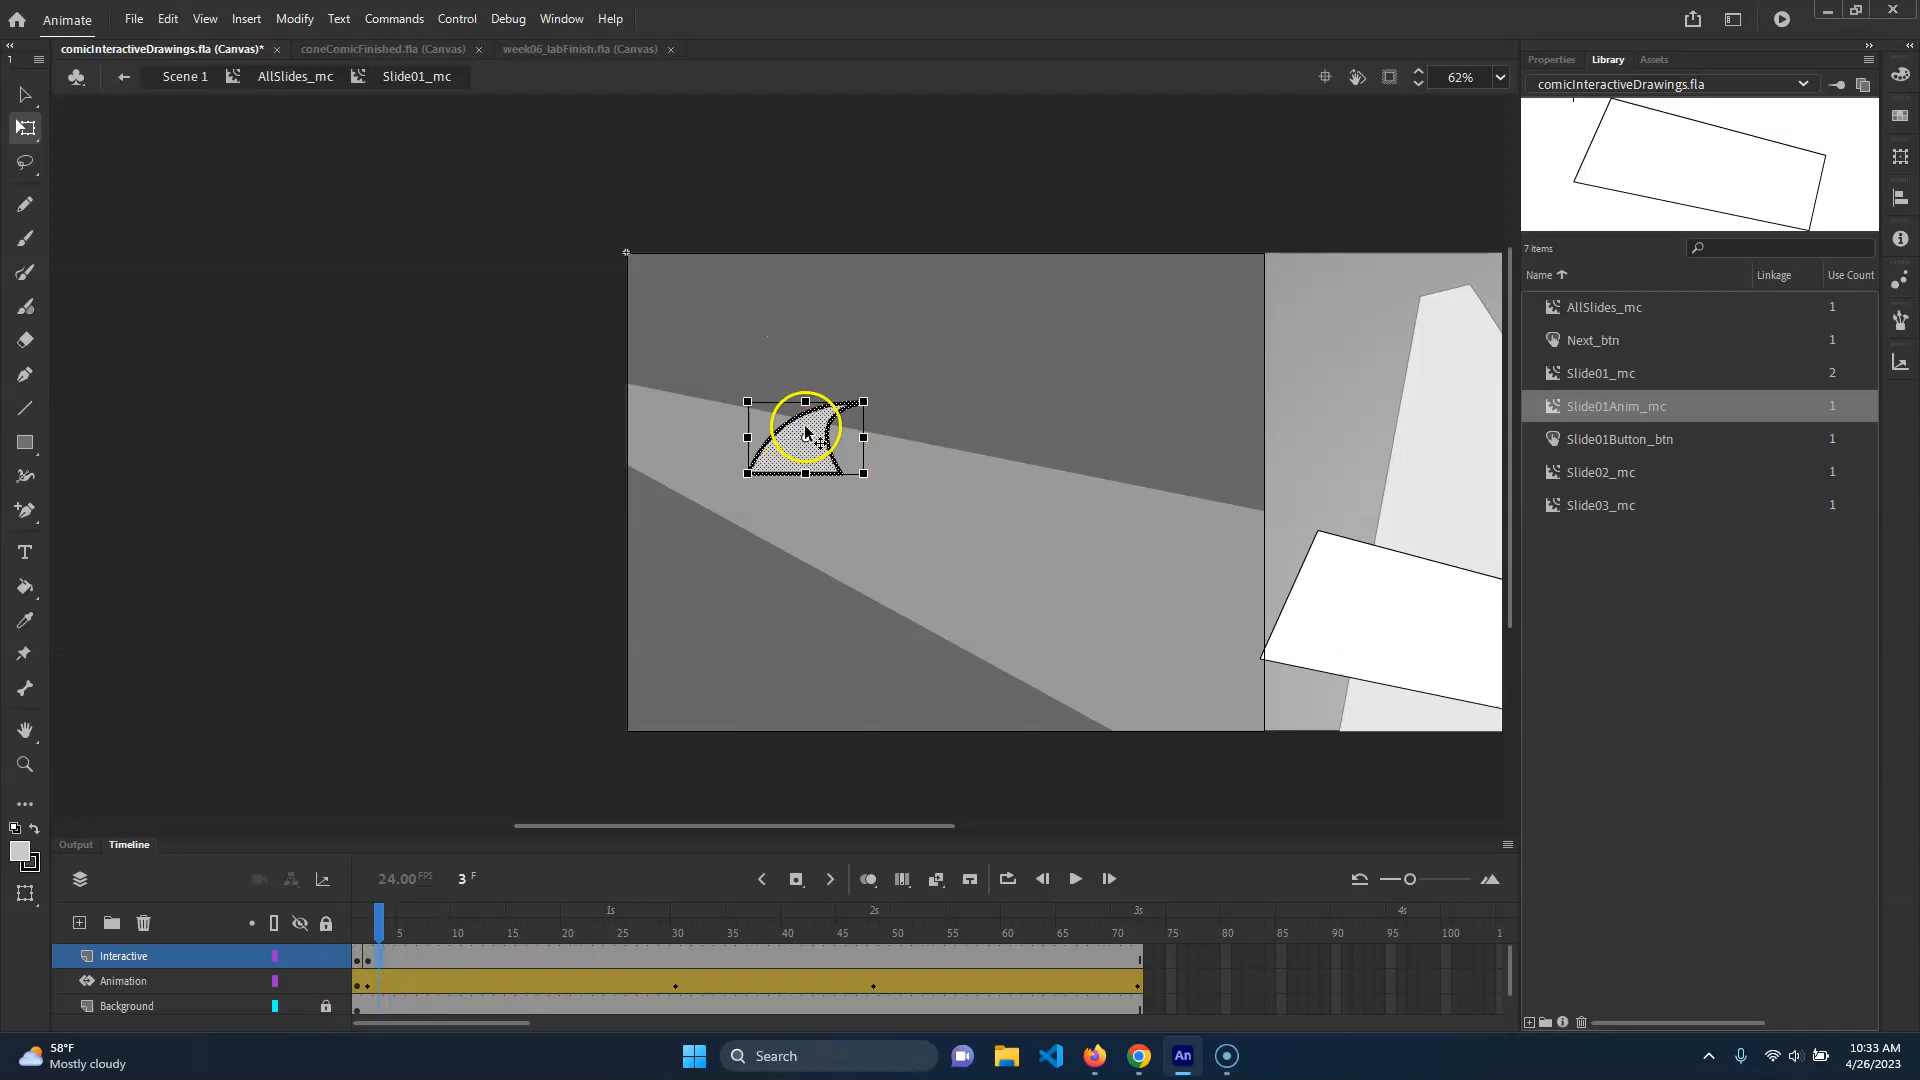 Animate File Edit View Insert Modify Text Commands Control Debug Window Help
comicInteractiveDrawings.fla (Canvas)* coneComicFinished.fla (Canvas) week06_labFinish.fla (Canvas)
Scene 1 AllSlides_mc Slide01_mc 62%
Properties Library Assets
comicInteractiveDrawings.fla
7 items
Name Linkage Use Count
AllSlides_mc 1
Next_btn 1
Slide01_mc 2
Slide01Anim_mc 1
Slide01Button_btn 1
Slide02_mc 1
Slide03_mc 1
Output Timeline
24.00 FPS 3 F
1s 2s 3s 4s
5 10 15 20 25 30 35 40 45 50 55 60 65 70 75 80 85 90 95 100 1
Interactive
Animation
Background
58°F
Mostly cloudy
Search
10:33 AM
4/26/2023